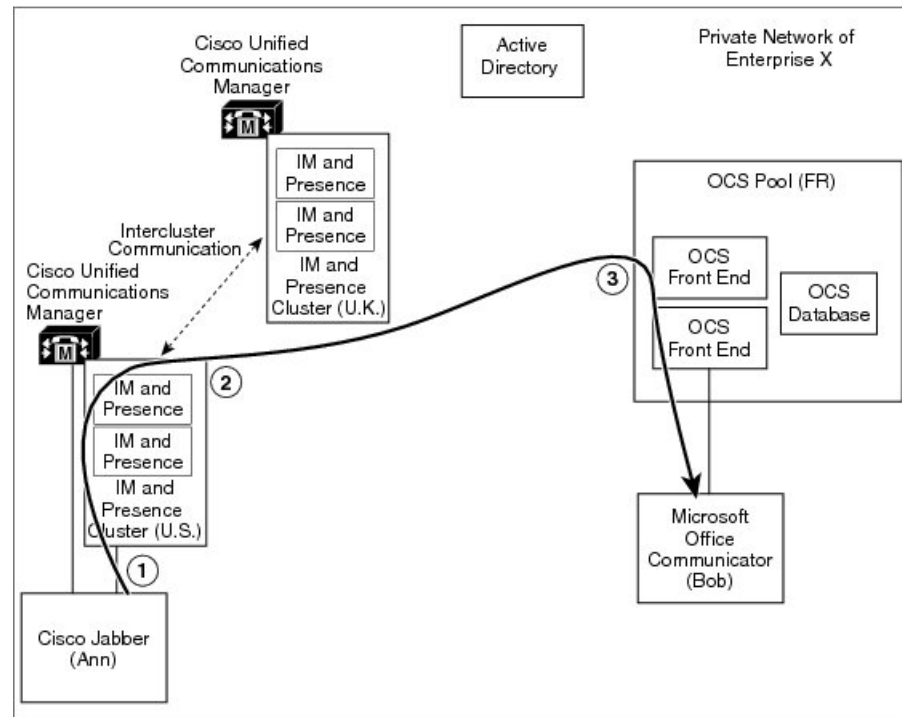 Cisco Unified
Communications
Manager
M
Active
Directory
Private Network of
Enterprise X
IM and
Presence
IM and
Presence
IM and
Presence
Cluster (U.K.)
Intercluster
Communication
Cisco Unified
Communications
Manager
M
IM and
Presence
IM and
Presence
IM and
Presence
Cluster (U.S.)
1
2
3
OCS Pool (FR)
OCS
Front End
OCS
Front End
OCS
Database
Microsoft
Office
Communicator
(Bob)
Cisco Jabber
(Ann)